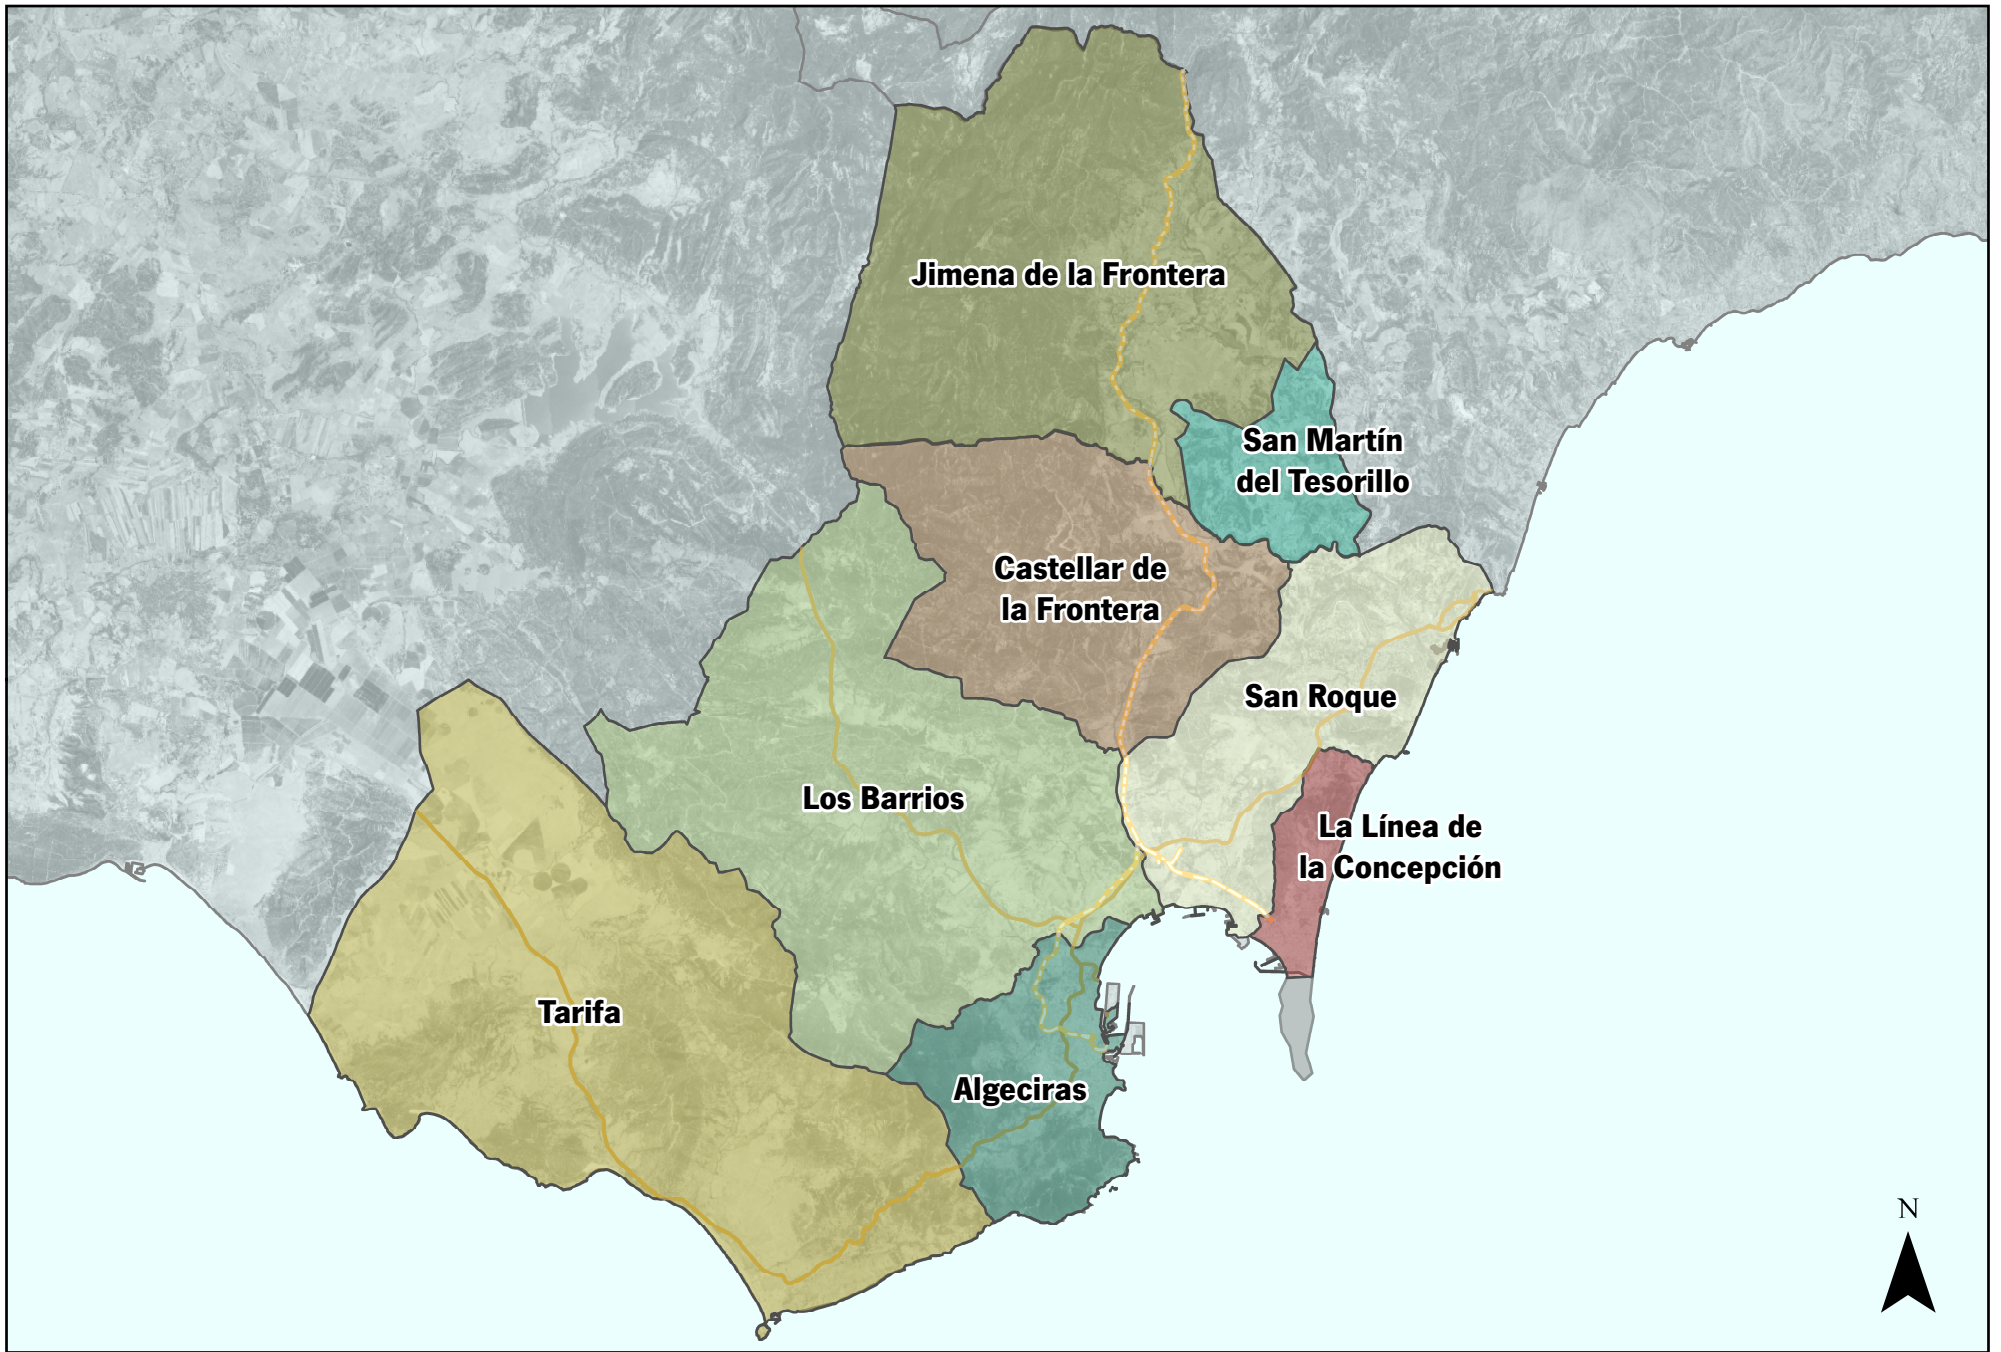 Jimena de la Frontera
San Martín
del Tesorillo
Castellar de
la Frontera
San Roque
Los Barrios
La Línea de
la Concepción
Tarifa
Algeciras
N